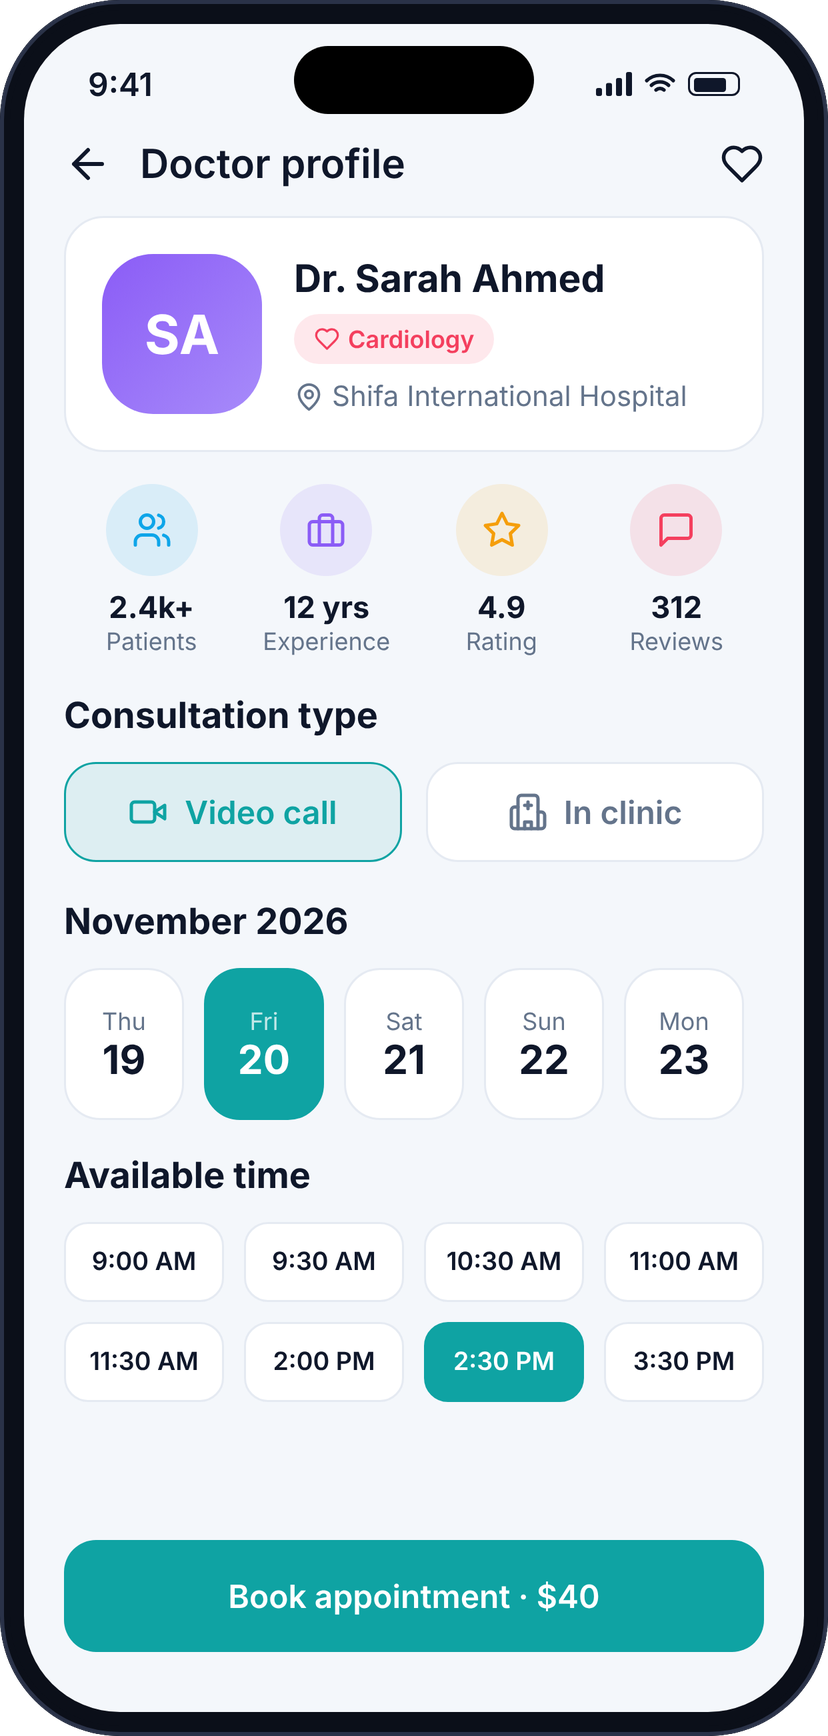 9:41
Doctor profile
SA
Dr. Sarah Ahmed
Cardiology
Shifa International Hospital
2.4k+ 12 yrs 4.9 312
Patients Experience Rating Reviews
Consultation type
Video call In clinic
November 2026
Thu Fri Sat Sun Mon
19 20 21 22 23
Available time
9:00 AM 9:30 AM 10:30 AM 11:00 AM
11:30 AM 2:00 PM 2:30 PM 3:30 PM
Book appointment · $40